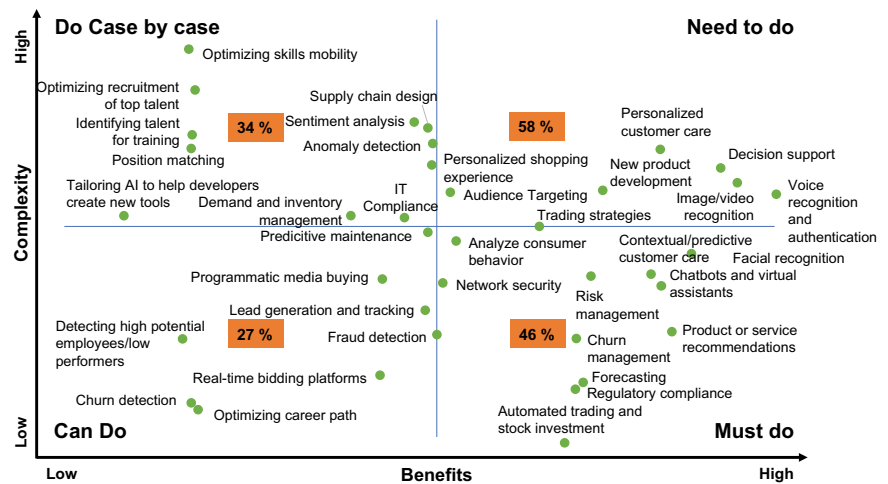 Do Case by case
Need to do
High
Optimizing skills mobility
Optimizing recruitment
of top talent
Supply chain design
Identifying talent
for training
34 %
Sentiment analysis
58 %
Personalized
customer care
Position matching
Anomaly detection
Decision support
Personalized shopping
experience
New product
development
Tailoring AI to help developers
create new tools
Demand and inventory
management
IT
Compliance
Audience Targeting
Image/video
recognition
Voice
recognition
and
authentication
Trading strategies
Complexity
Predicitive maintenance
Analyze consumer
behavior
Contextual/predictive
customer care
Facial recognition
Programmatic media buying
Network security
Risk
management
Chatbots and virtual
assistants
Lead generation and tracking
Detecting high potential
employees/low
performers
27 %
Fraud detection
46 %
Churn
management
Product or service
recommendations
Real-time bidding platforms
Forecasting
Regulatory compliance
Churn detection
Optimizing career path
Automated trading and
stock investment
Low
Can Do
Must do
Low
Benefits
High